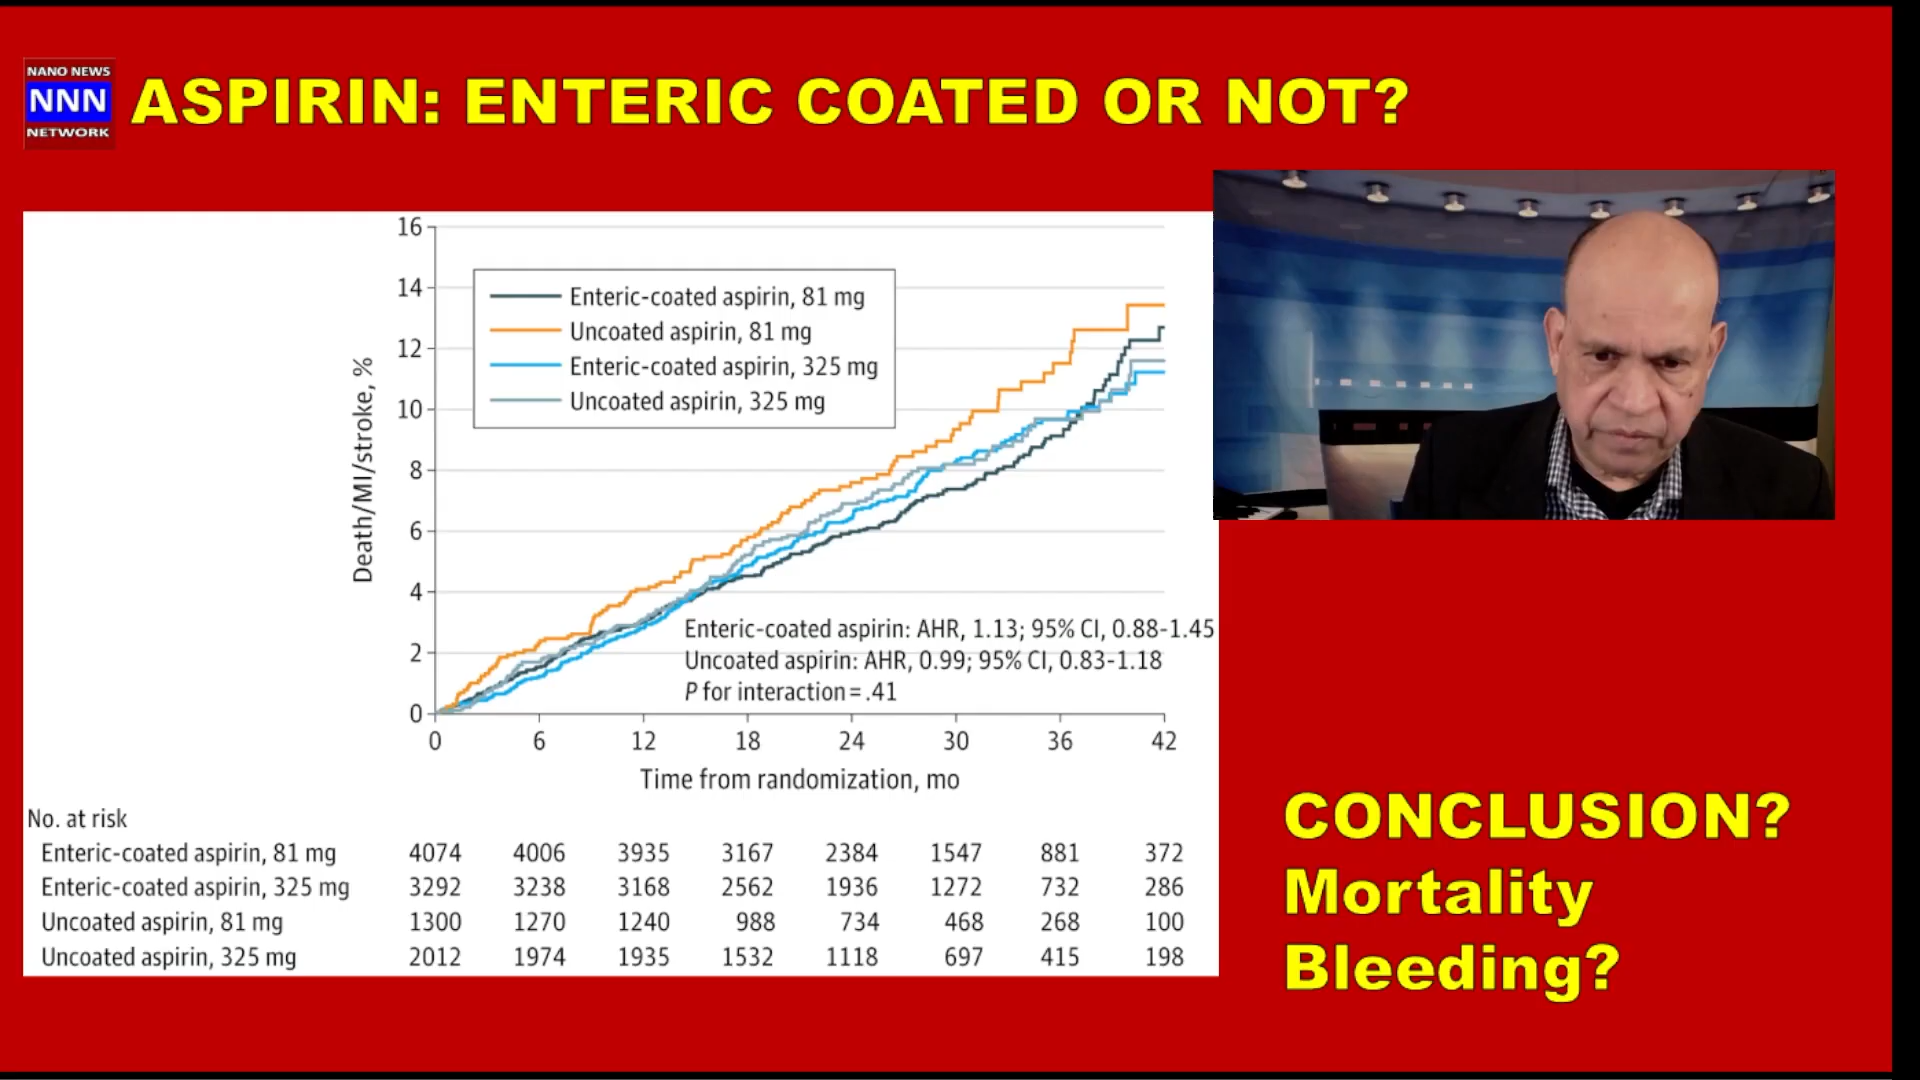 NANO NEWS
NNN
NETWORK
ASPIRIN: ENTERIC COATED OR NOT?
16
14
12
10
8
6
4
2
0
Death/MI/stroke, %
Enteric-coated aspirin, 81 mg
Uncoated aspirin, 81 mg
Enteric-coated aspirin, 325 mg
Uncoated aspirin, 325 mg
Enteric-coated aspirin: AHR, 1.13; 95% CI, 0.88-1.45
Uncoated aspirin: AHR, 0.99; 95% CI, 0.83-1.18
P for interaction = .41
0 6 12 18 24 30 36 42
Time from randomization, mo
No. at risk
Enteric-coated aspirin, 81 mg 4074 4006 3935 3167 2384 1547 881 372
Enteric-coated aspirin, 325 mg 3292 3238 3168 2562 1936 1272 732 286
Uncoated aspirin, 81 mg 1300 1270 1240 988 734 468 268 100
Uncoated aspirin, 325 mg 2012 1974 1935 1532 1118 697 415 198
CONCLUSION?
Mortality
Bleeding?